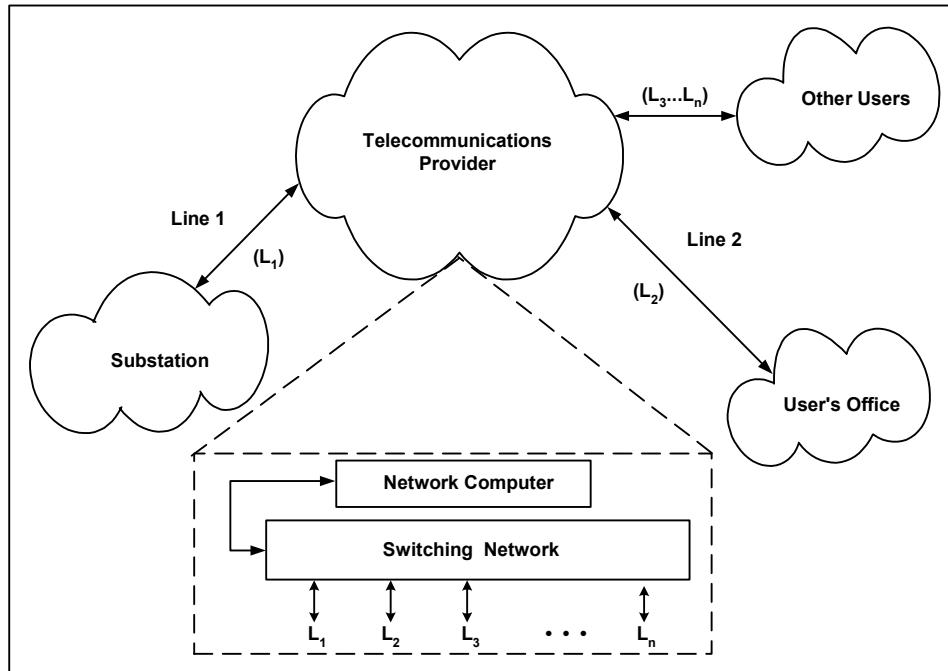 (L3...Ln)
Other Users
Telecommunications
Provider
Line 1
(L1)
Line 2
(L2)
Substation
User's Office
Network Computer
Switching Network
L1 L2 L3 • • • Ln